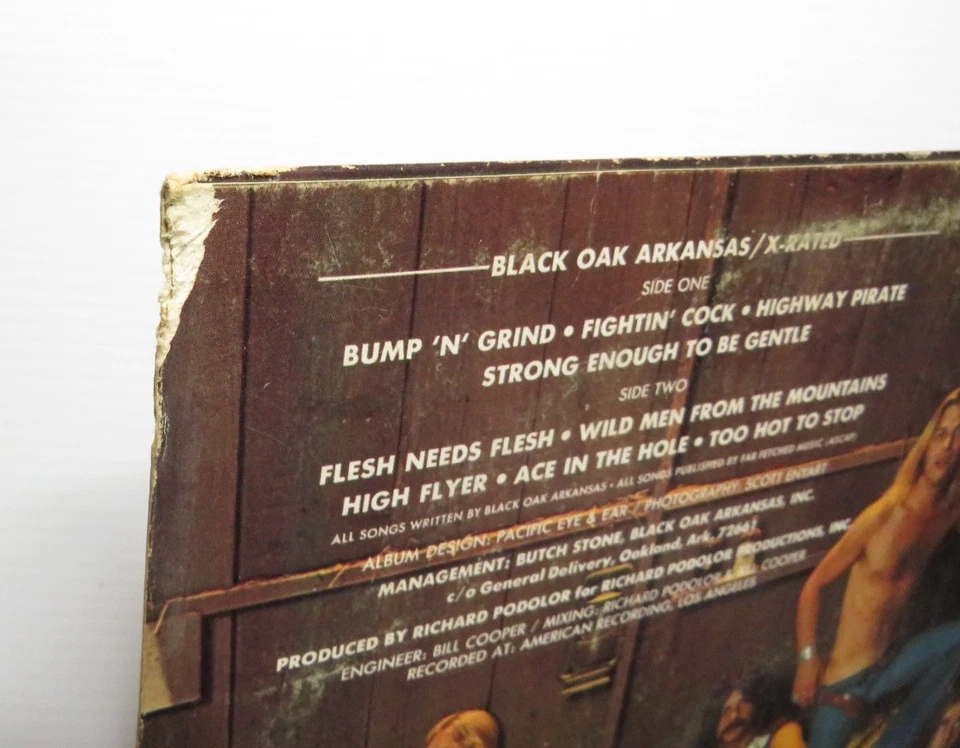 BLACK OAK ARKANSAS/X-RATED
SIDE ONE
BUMP 'N' GRIND • FIGHTIN' COCK • HIGHWAY PIRATE
STRONG ENOUGH TO BE GENTLE
SIDE TWO
FLESH NEEDS FLESH • WILD MEN FROM THE MOUNTAINS
HIGH FLYER • ACE IN THE HOLE • TOO HOT TO STOP
ALL SONGS WRITTEN BY BLACK OAK ARKANSAS • ALL SONGS PUBLISHED BY FAR FETCHED MUSIC (ASCAP)
ALBUM DESIGN: PACIFIC EYE & EAR / PHOTOGRAPHY: SCOTT ENYART
MANAGEMENT: BUTCH STONE, BLACK OAK ARKANSAS, INC.
c/o General Delivery, Oakland, Ark. 72661
PRODUCED BY RICHARD PODOLOR for RICHARD PODOLOR PRODUCTIONS, INC.
ENGINEER: BILL COOPER / MIXING: RICHARD PODOLOR & BILL COOPER
RECORDED AT: AMERICAN RECORDING, LOS ANGELES